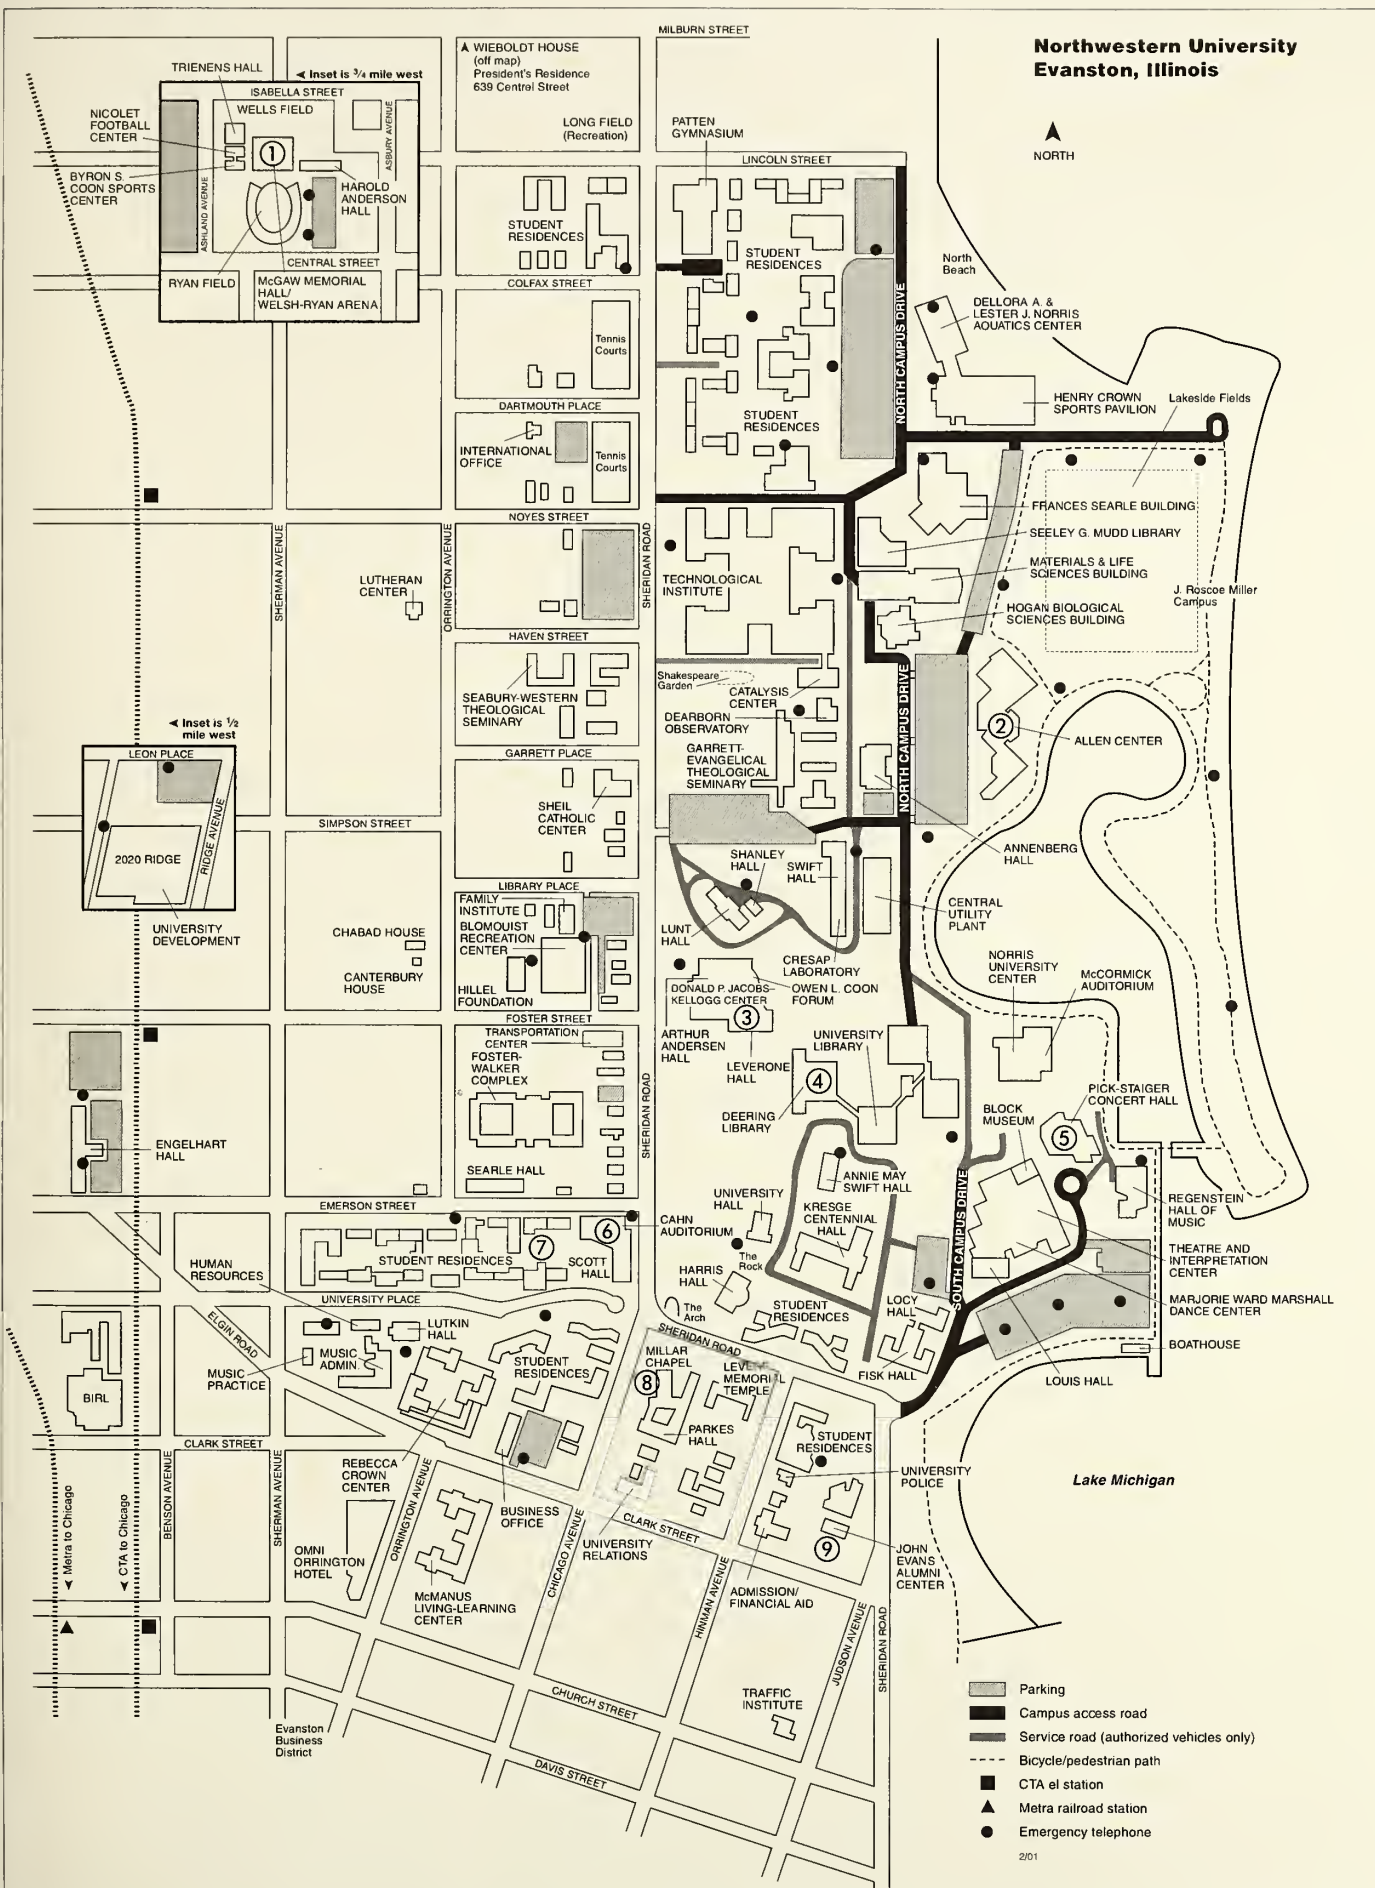 MILBURN STREET
Northwestern University
Evanston, Illinois
NORTH
WIEBOLDT HOUSE
(off map)
President's Residence
639 Central Street
TRIENENS HALL
Inset is 3/4 mile west
ISABELLA STREET
WELLS FIELD
NICOLET
FOOTBALL
CENTER
ASBURY AVENUE
1
BYRON S.
COON SPORTS
CENTER
HAROLD
ANDERSON
HALL
ASHLAND AVENUE
CENTRAL STREET
RYAN FIELD
McGAW MEMORIAL
HALL/
WELSH-RYAN ARENA
LONG FIELD
(Recreation)
PATTEN
GYMNASIUM
LINCOLN STREET
STUDENT
RESIDENCES
STUDENT
RESIDENCES
COLFAX STREET
North
Beach
DELLORA A. &
LESTER J. NORRIS
AQUATICS CENTER
NORTH CAMPUS DRIVE
Tennis
Courts
DARTMOUTH PLACE
STUDENT
RESIDENCES
HENRY CROWN
SPORTS PAVILION
Lakeside Fields
INTERNATIONAL
OFFICE
Tennis
Courts
NOYES STREET
FRANCES SEARLE BUILDING
SEELEY G. MUDD LIBRARY
MATERIALS & LIFE
SCIENCES BUILDING
J. Roscoe Miller
Campus
HOGAN BIOLOGICAL
SCIENCES BUILDING
SHERMAN AVENUE
ORRINGTON AVENUE
SHERIDAN ROAD
LUTHERAN
CENTER
TECHNOLOGICAL
INSTITUTE
HAVEN STREET
Shakespeare
Garden
CATALYSIS
CENTER
SEABURY-WESTERN
THEOLOGICAL
SEMINARY
DEARBORN
OBSERVATORY
NORTH CAMPUS DRIVE
2
ALLEN CENTER
Inset is 1/2
mile west
LEON PLACE
RIDGE AVENUE
2020 RIDGE
UNIVERSITY
DEVELOPMENT
GARRETT PLACE
GARRETT-
EVANGELICAL
THEOLOGICAL
SEMINARY
SHEIL
CATHOLIC
CENTER
SIMPSON STREET
ANNENBERG
HALL
SHANLEY
HALL
SWIFT
HALL
LIBRARY PLACE
FAMILY
INSTITUTE
BLOMQUIST
RECREATION
CENTER
LUNT
HALL
CENTRAL
UTILITY
PLANT
CHABAD HOUSE
CANTERBURY
HOUSE
HILLEL
FOUNDATION
CRESAP
LABORATORY
NORRIS
UNIVERSITY
CENTER
McCORMICK
AUDITORIUM
DONALD P. JACOBS-
KELLOGG CENTER
OWEN L. COON
FORUM
3
FOSTER STREET
TRANSPORTATION
CENTER
FOSTER-
WALKER
COMPLEX
ARTHUR
ANDERSEN
HALL
LEVERONE
HALL
UNIVERSITY
LIBRARY
4
DEERING
LIBRARY
SHERIDAN ROAD
BLOCK
MUSEUM
PICK-STAIGER
CONCERT HALL
5
ENGELHART
HALL
SEARLE HALL
ANNIE MAY
SWIFT HALL
REGENSTEIN
HALL OF
MUSIC
EMERSON STREET
UNIVERSITY
HALL
KRESGE
CENTENNIAL
HALL
SOUTH CAMPUS DRIVE
CAHN
AUDITORIUM
6
7
STUDENT RESIDENCES
SCOTT
HALL
The
Rock
HUMAN
RESOURCES
HARRIS
HALL
THEATRE AND
INTERPRETATION
CENTER
UNIVERSITY PLACE
The
Arch
STUDENT
RESIDENCES
LOCY
HALL
MARJORIE WARD MARSHALL
DANCE CENTER
ELGIN ROAD
LUTKIN
HALL
SHERIDAN ROAD
BOATHOUSE
MUSIC
ADMIN.
MUSIC
PRACTICE
STUDENT
RESIDENCES
MILLAR
CHAPEL
8
LEVERE
MEMORIAL
TEMPLE
FISK HALL
LOUIS HALL
BIRL
PARKES
HALL
STUDENT
RESIDENCES
CLARK STREET
REBECCA
CROWN
CENTER
UNIVERSITY
POLICE
Lake Michigan
Metra to Chicago
CTA to Chicago
BENSON AVENUE
SHERMAN AVENUE
ORRINGTON AVENUE
BUSINESS
OFFICE
CLARK STREET
CHICAGO AVENUE
UNIVERSITY
RELATIONS
9
JOHN
EVANS
ALUMNI
CENTER
OMNI
ORRINGTON
HOTEL
McMANUS
LIVING-LEARNING
CENTER
HINMAN AVENUE
ADMISSION/
FINANCIAL AID
JUDSON AVENUE
SHERIDAN ROAD
CHURCH STREET
TRAFFIC
INSTITUTE
Evanston
Business
District
DAVIS STREET
Parking
Campus access road
Service road (authorized vehicles only)
Bicycle/pedestrian path
CTA el station
Metra railroad station
Emergency telephone
2/01